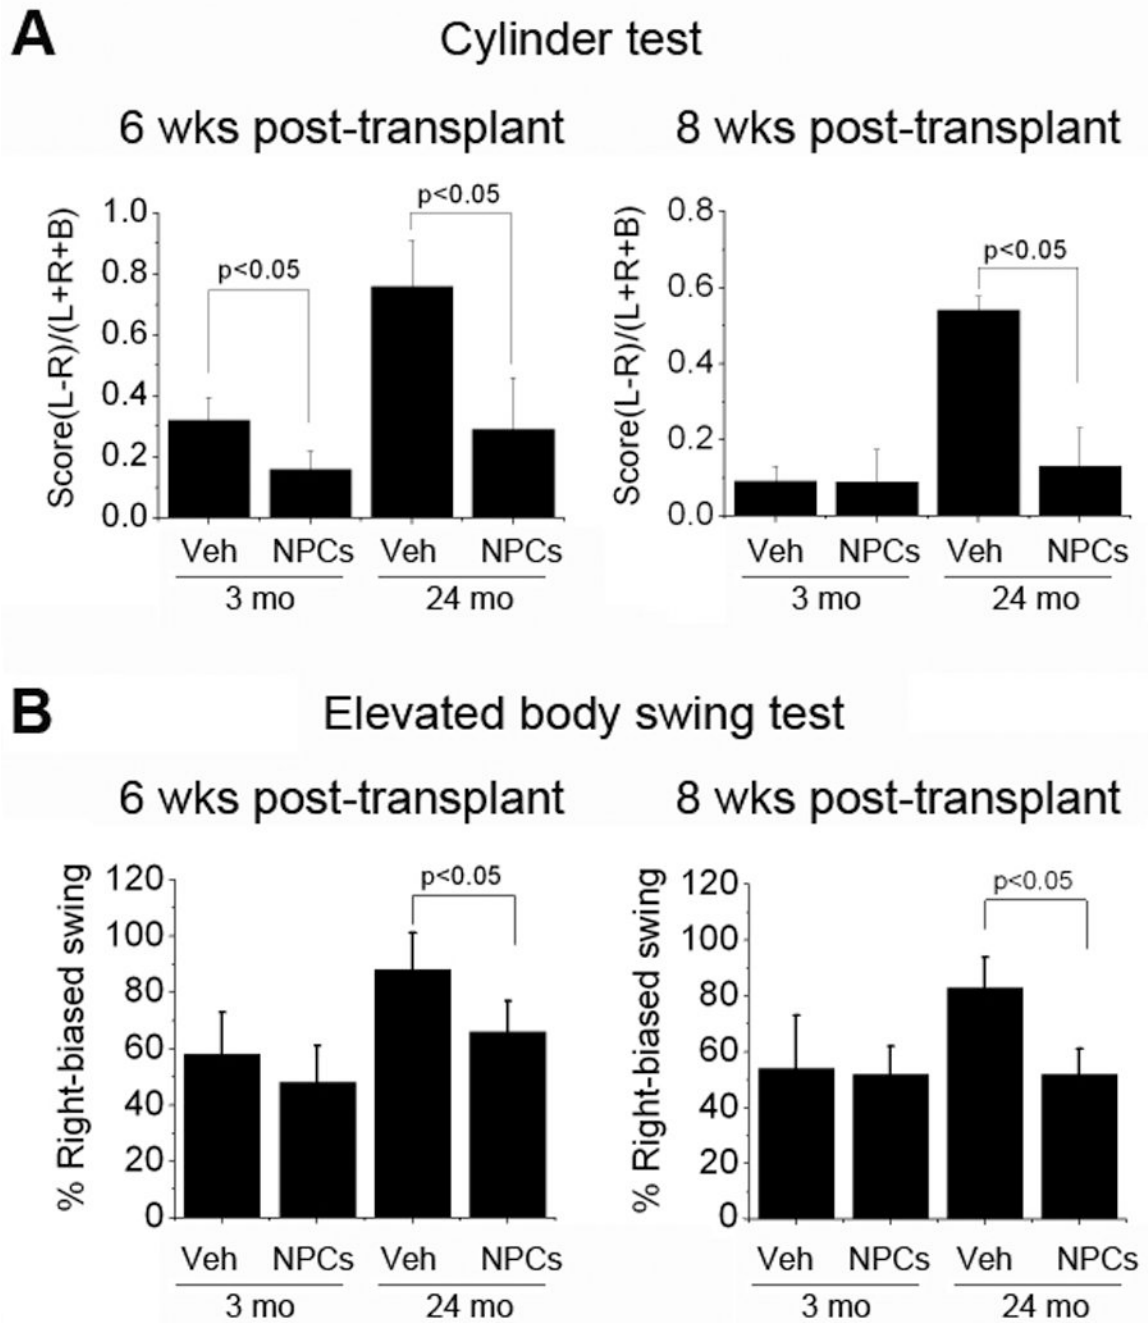 A
Cylinder test
6 wks post-transplant
8 wks post-transplant
Score(L-R)/(L+R+B)
1.0
0.8
0.6
0.4
0.2
0.0
p<0.05
p<0.05
Veh NPCs Veh NPCs
3 mo 24 mo
Score(L-R)/(L+R+B)
0.8
0.6
0.4
0.2
0.0
p<0.05
Veh NPCs Veh NPCs
3 mo 24 mo
B
Elevated body swing test
6 wks post-transplant
8 wks post-transplant
% Right-biased swing
120
100
80
60
40
20
0
p<0.05
Veh NPCs Veh NPCs
3 mo 24 mo
% Right-biased swing
120
100
80
60
40
20
0
p<0.05
Veh NPCs Veh NPCs
3 mo 24 mo